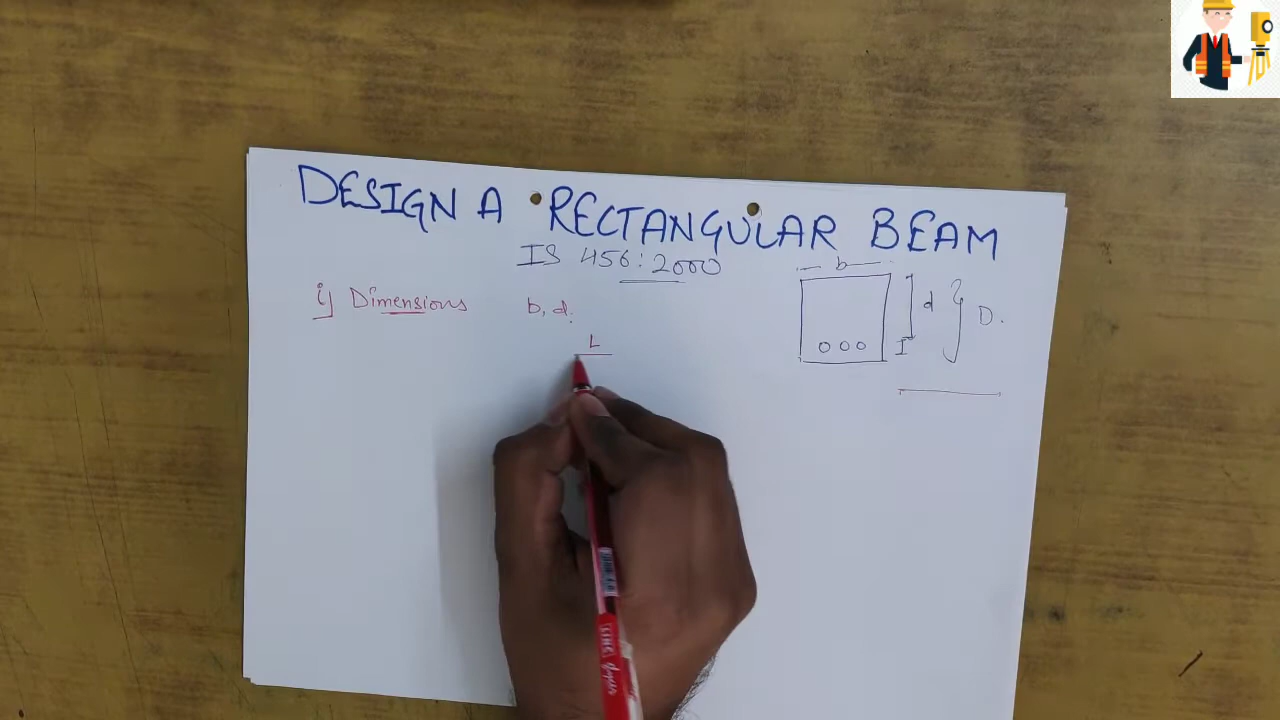 DESIGN A RECTANGULAR BEAM
IS 456:2000
b
i) Dimensions b, d.
d D.
L